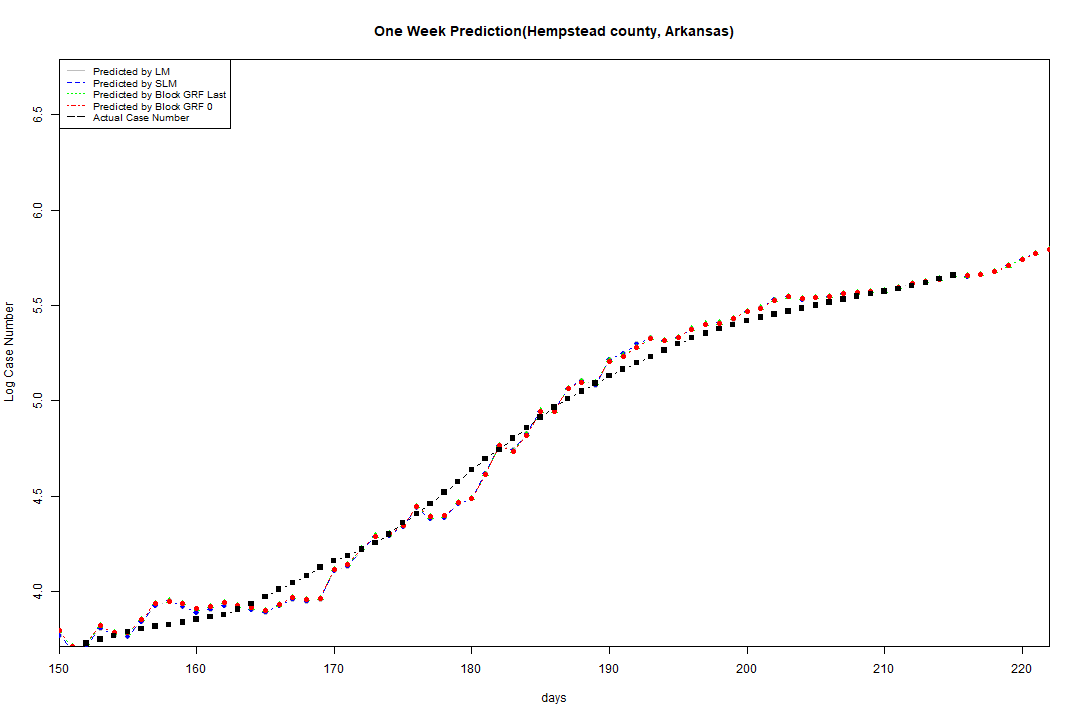 One Week Prediction(Hempstead county, Arkansas)
Predicted by LM
Predicted by SLM
Predicted by Block GRF Last
Predicted by Block GRF 0
Actual Case Number
6.5
6.0
5.5
5.0
4.5
4.0
Log Case Number
150 160 170 180 190 200 210 220
days